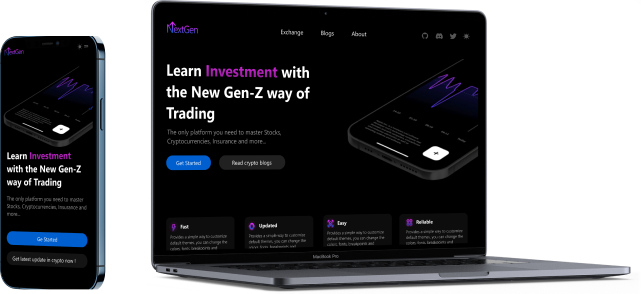 NextGen
Learn Investment
with the New Gen-Z
way of Trading
The only platform you need to master
Stocks, Cryptocurrencies, Insurance and
more...
Ge Started
Get latest update in crypto now !
NextGen
Exchange
Blogs
About
Learn Investment with
the New Gen-Z way of
Trading
The only platform you need to master Stocks,
Cryptocurrencies, Insurance and more...
Get Started
Read crypto blogs
Fast
Provides a simple way to customize
default themes, you can change the
colors, fonts, breakpoints and
Updated
Provides a simple way to customize
default themes, you can change the
colors, fonts, breakpoints and
Easy
Provides a simple way to customize
default themes, you can change the
colors, fonts, breakpoints and
Reliable
Provides a simple way to customize
default themes, you can change the
colors, fonts, breakpoints and
MacBook Pro